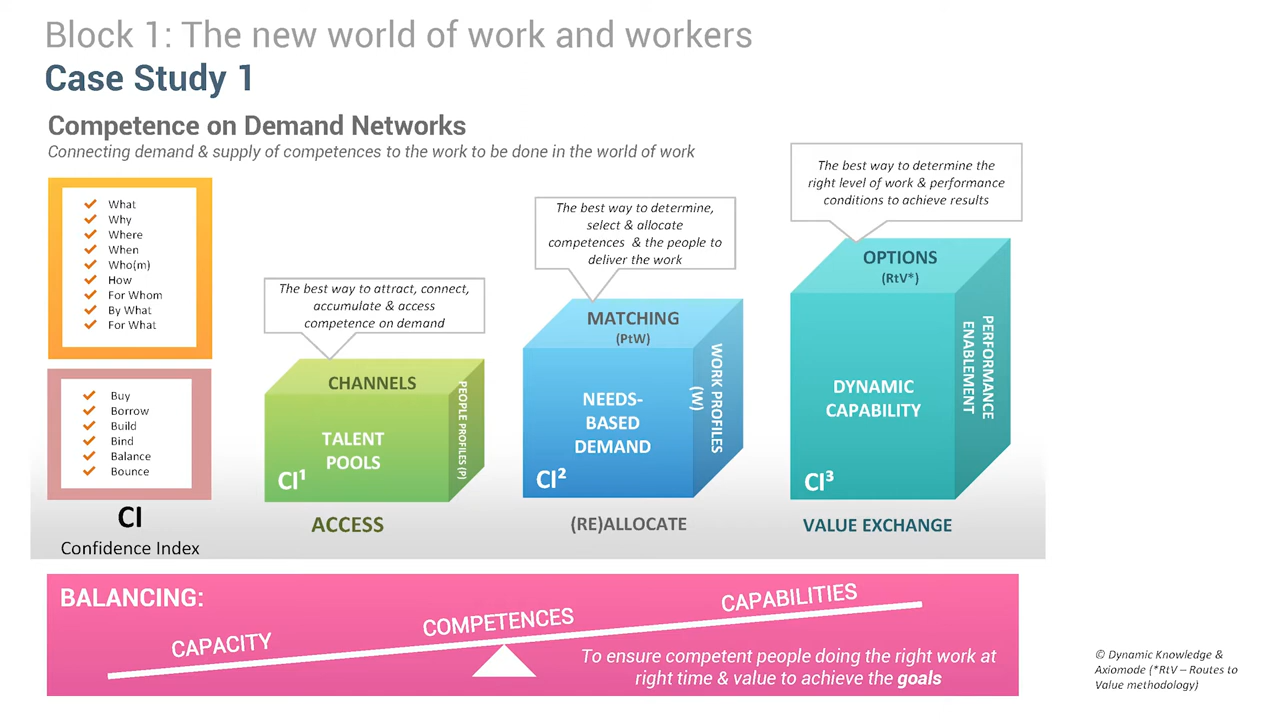 Block 1: The new world of work and workers
Case Study 1
Competence on Demand Networks
Connecting demand & supply of competences to the work to be done in the world of work
What
Why
Where
When
Who(m)
How
For Whom
By What
For What
Buy
Borrow
Build
Bind
Balance
Bounce
CI
Confidence Index
The best way to attract, connect,
accumulate & access
competence on demand
CHANNELS
TALENT
POOLS
PEOPLE PROFILES (P)
CI¹
ACCESS
The best way to determine,
select & allocate
competences & the people to
deliver the work
MATCHING
(PtW)
NEEDS-
BASED
DEMAND
WORK PROFILES
(W)
CI²
(RE)ALLOCATE
The best way to determine the
right level of work & performance
conditions to achieve results
OPTIONS
(RtV*)
DYNAMIC
CAPABILITY
PERFORMANCE
ENABLEMENT
CI³
VALUE EXCHANGE
BALANCING:
CAPACITY
COMPETENCES
CAPABILITIES
To ensure competent people doing the right work at
right time & value to achieve the goals
© Dynamic Knowledge &
Axiomode (*RtV – Routes to
Value methodology)